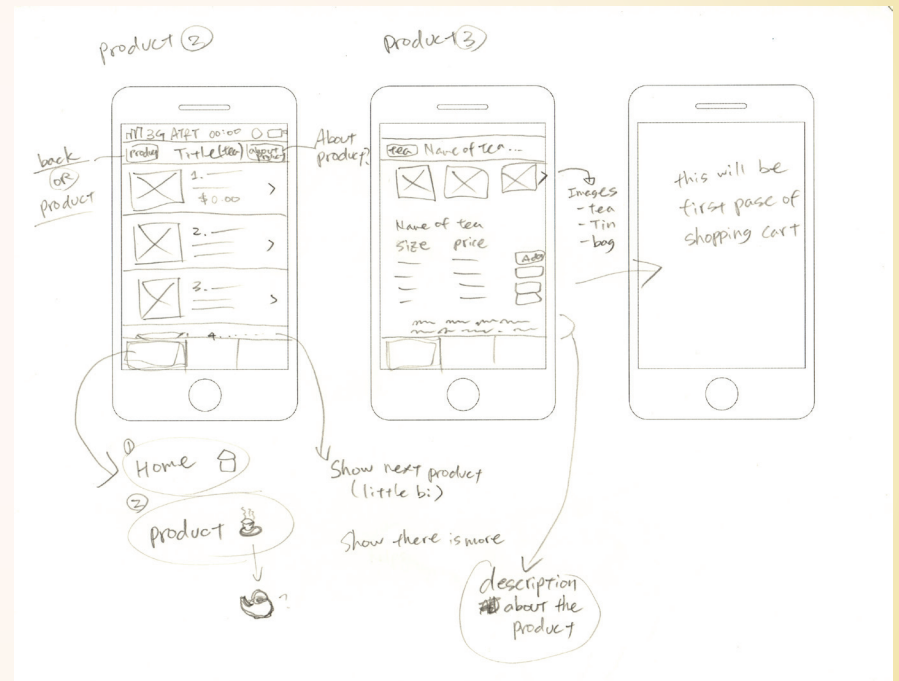 product ②
product ③
3G AT&T 00:00
product Title (tea) about product
1.
$0.00
2.
3.
4.
back
OR
product
About
product?
tea Name of tea...
Name of tea
size price
Add
Images
- tea
- Tin
- bag
this will be
first page of
shopping cart
①
Home
②
product
?
Show next product
(little bi)
Show there is more
description
about the
product